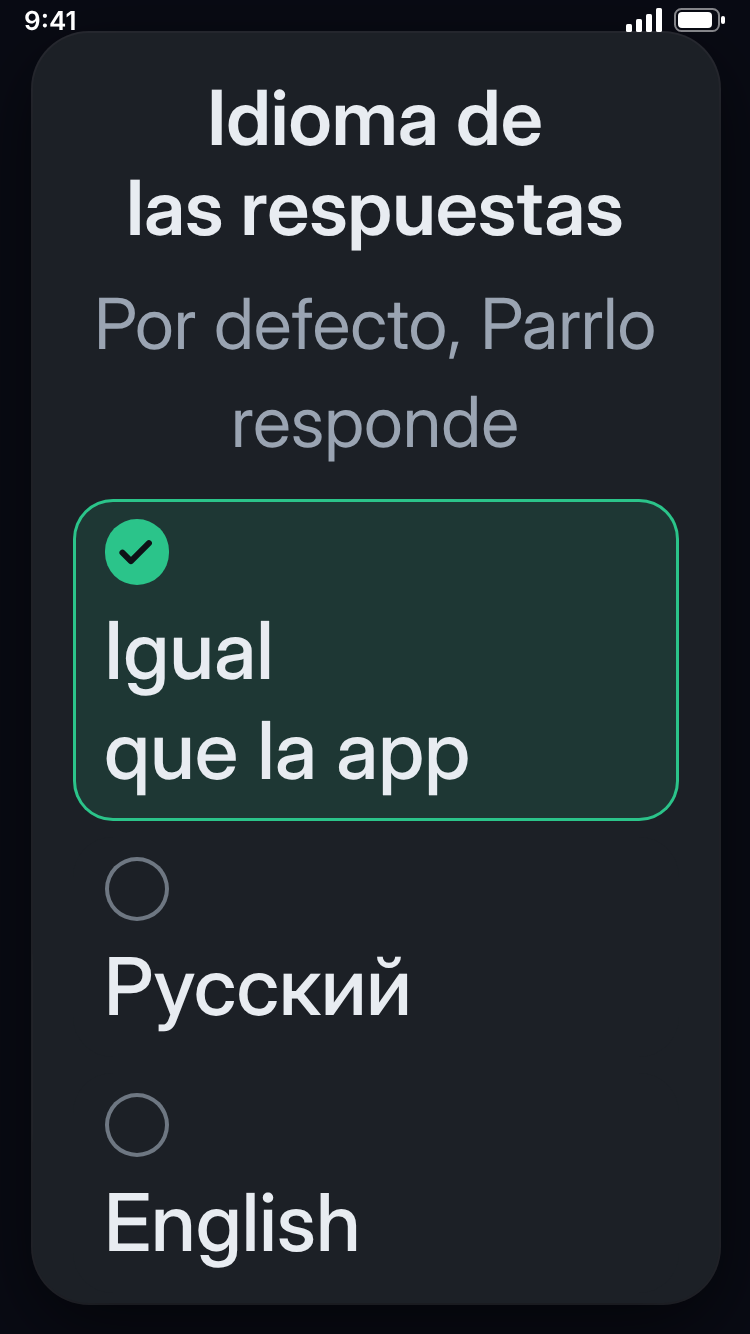 9:41
Idioma de
las respuestas
Por defecto, Parrlo
responde
Igual
que la app
Русский
English